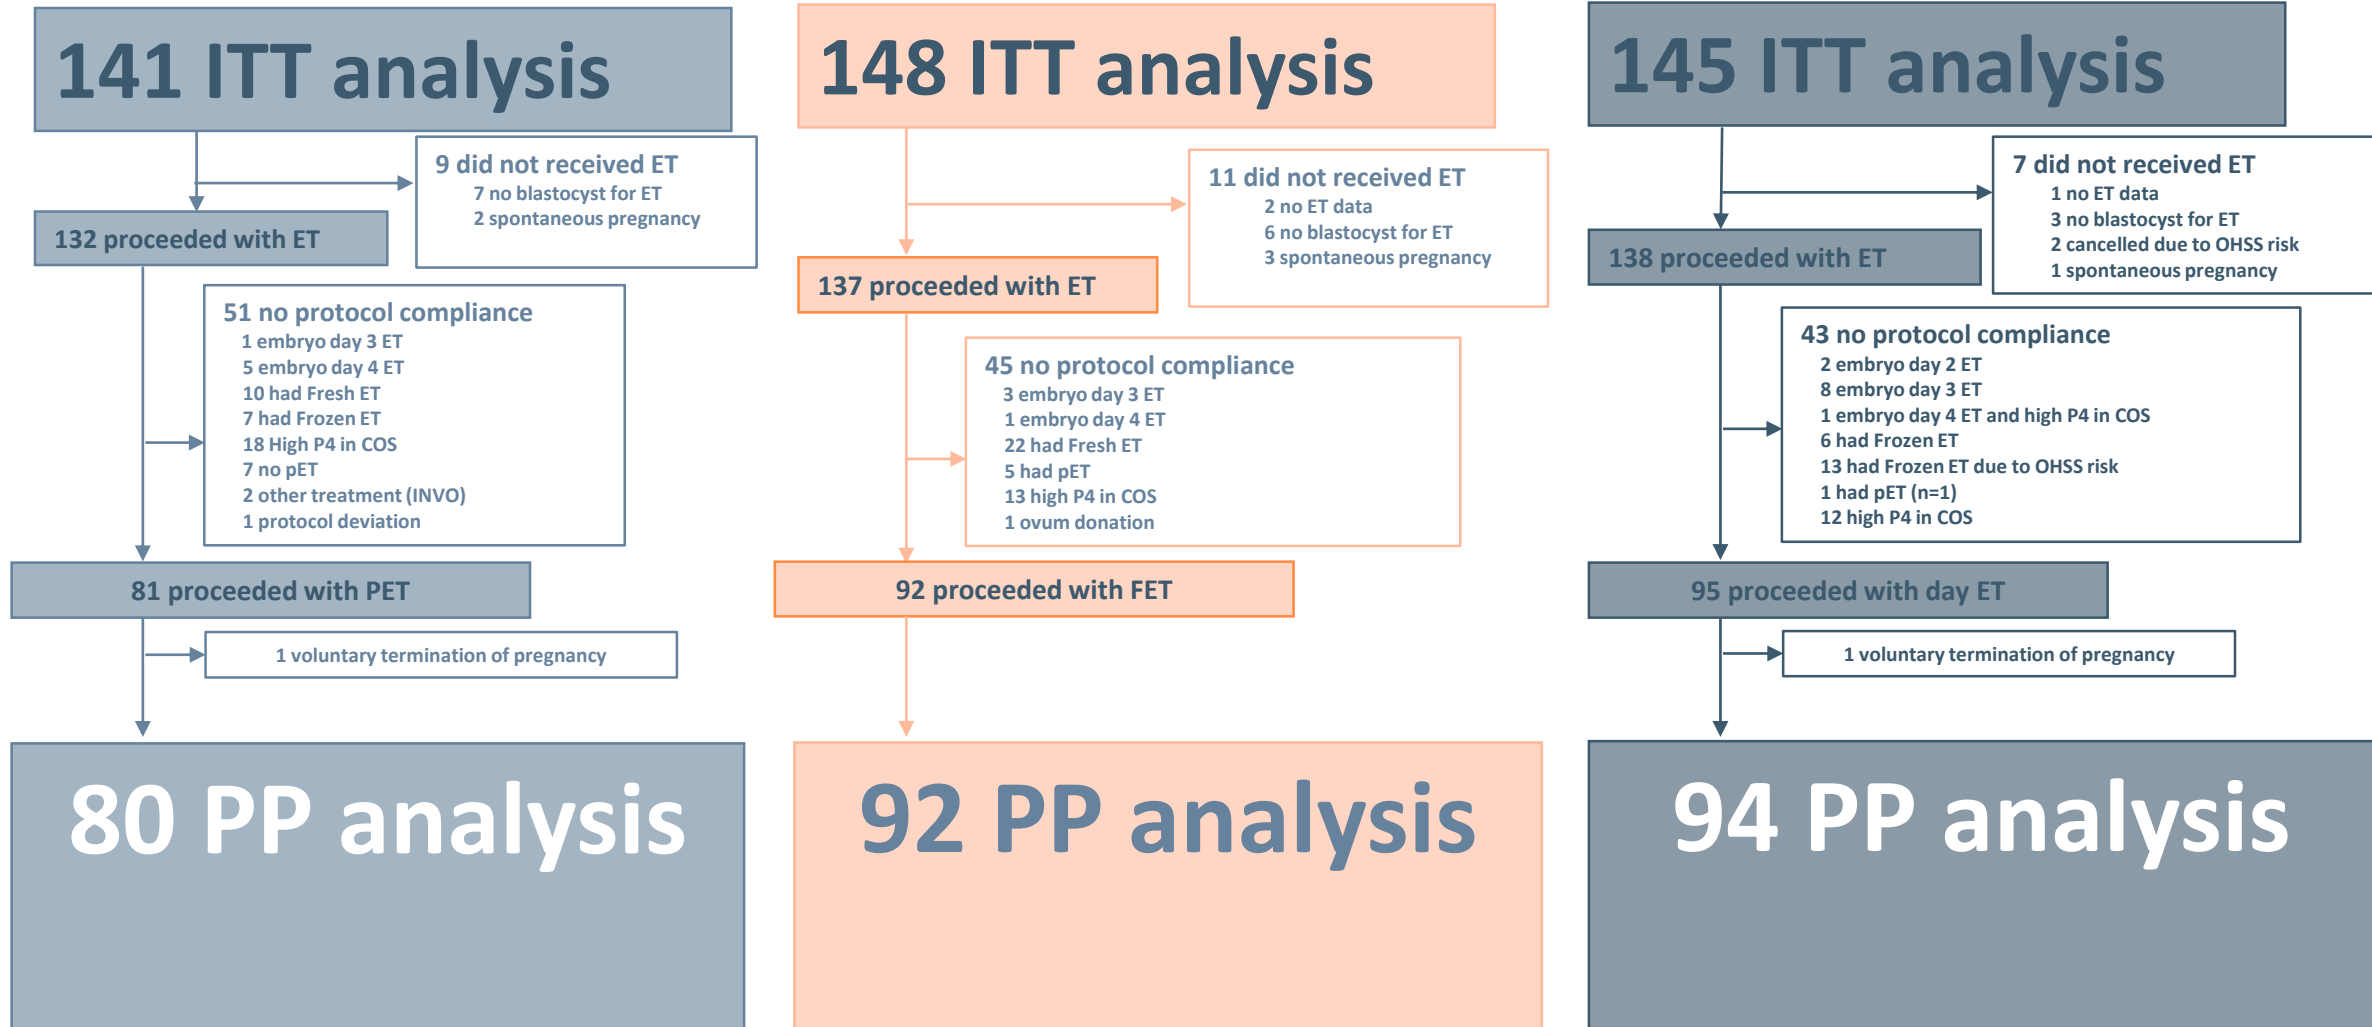 141 ITT analysis
9 did not received ET
7 no blastocyst for ET
2 spontaneous pregnancy
132 proceeded with ET
51 no protocol compliance
1 embryo day 3 ET
5 embryo day 4 ET
10 had Fresh ET
7 had Frozen ET
18 High P4 in COS
7 no pET
2 other treatment (INVO)
1 protocol deviation
81 proceeded with PET
1 voluntary termination of pregnancy
80 PP analysis
148 ITT analysis
11 did not received ET
2 no ET data
6 no blastocyst for ET
3 spontaneous pregnancy
137 proceeded with ET
45 no protocol compliance
3 embryo day 3 ET
1 embryo day 4 ET
22 had Fresh ET
5 had pET
13 high P4 in COS
1 ovum donation
92 proceeded with FET
92 PP analysis
145 ITT analysis
7 did not received ET
1 no ET data
3 no blastocyst for ET
2 cancelled due to OHSS risk
1 spontaneous pregnancy
138 proceeded with ET
43 no protocol compliance
2 embryo day 2 ET
8 embryo day 3 ET
1 embryo day 4 ET and high P4 in COS
6 had Frozen ET
13 had Frozen ET due to OHSS risk
1 had pET (n=1)
12 high P4 in COS
95 proceeded with day ET
1 voluntary termination of pregnancy
94 PP analysis